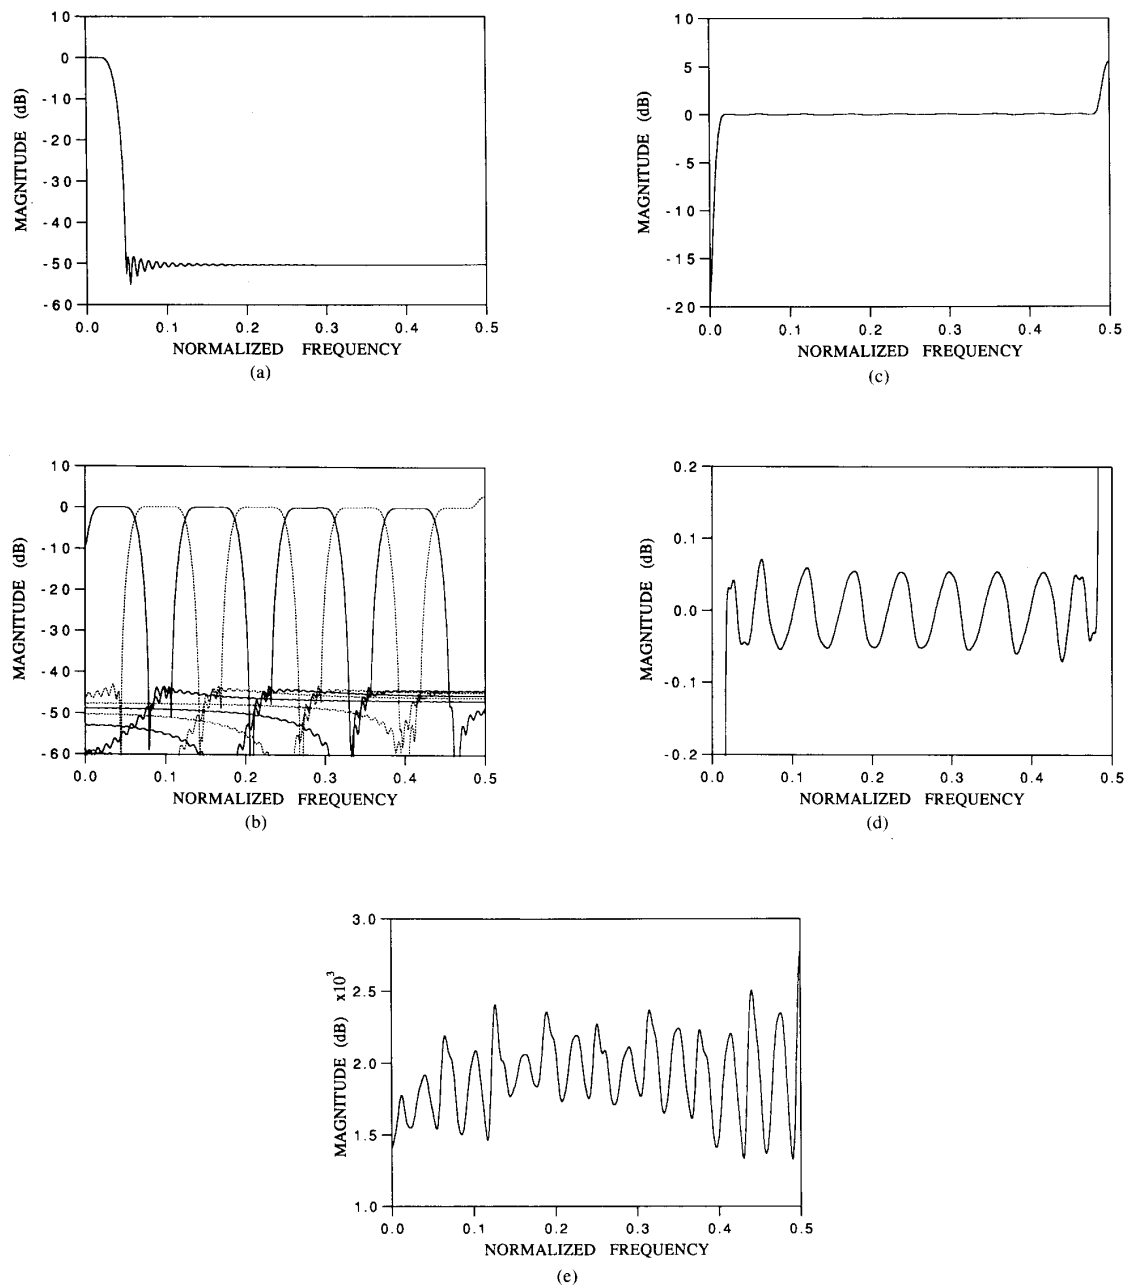 10
0
-10
-20
-30
-40
-50
-60
MAGNITUDE (dB)
0.0 0.1 0.2 0.3 0.4 0.5
NORMALIZED FREQUENCY
(a)
10
5
0
-5
-10
-15
-20
MAGNITUDE (dB)
0.0 0.1 0.2 0.3 0.4 0.5
NORMALIZED FREQUENCY
(c)
10
0
-10
-20
-30
-40
-50
-60
MAGNITUDE (dB)
0.0 0.1 0.2 0.3 0.4 0.5
NORMALIZED FREQUENCY
(b)
0.2
0.1
0.0
-0.1
-0.2
MAGNITUDE (dB)
0.0 0.1 0.2 0.3 0.4 0.5
NORMALIZED FREQUENCY
(d)
3.0
2.5
2.0
1.5
1.0
MAGNITUDE (dB) x10³
0.0 0.1 0.2 0.3 0.4 0.5
NORMALIZED FREQUENCY
(e)